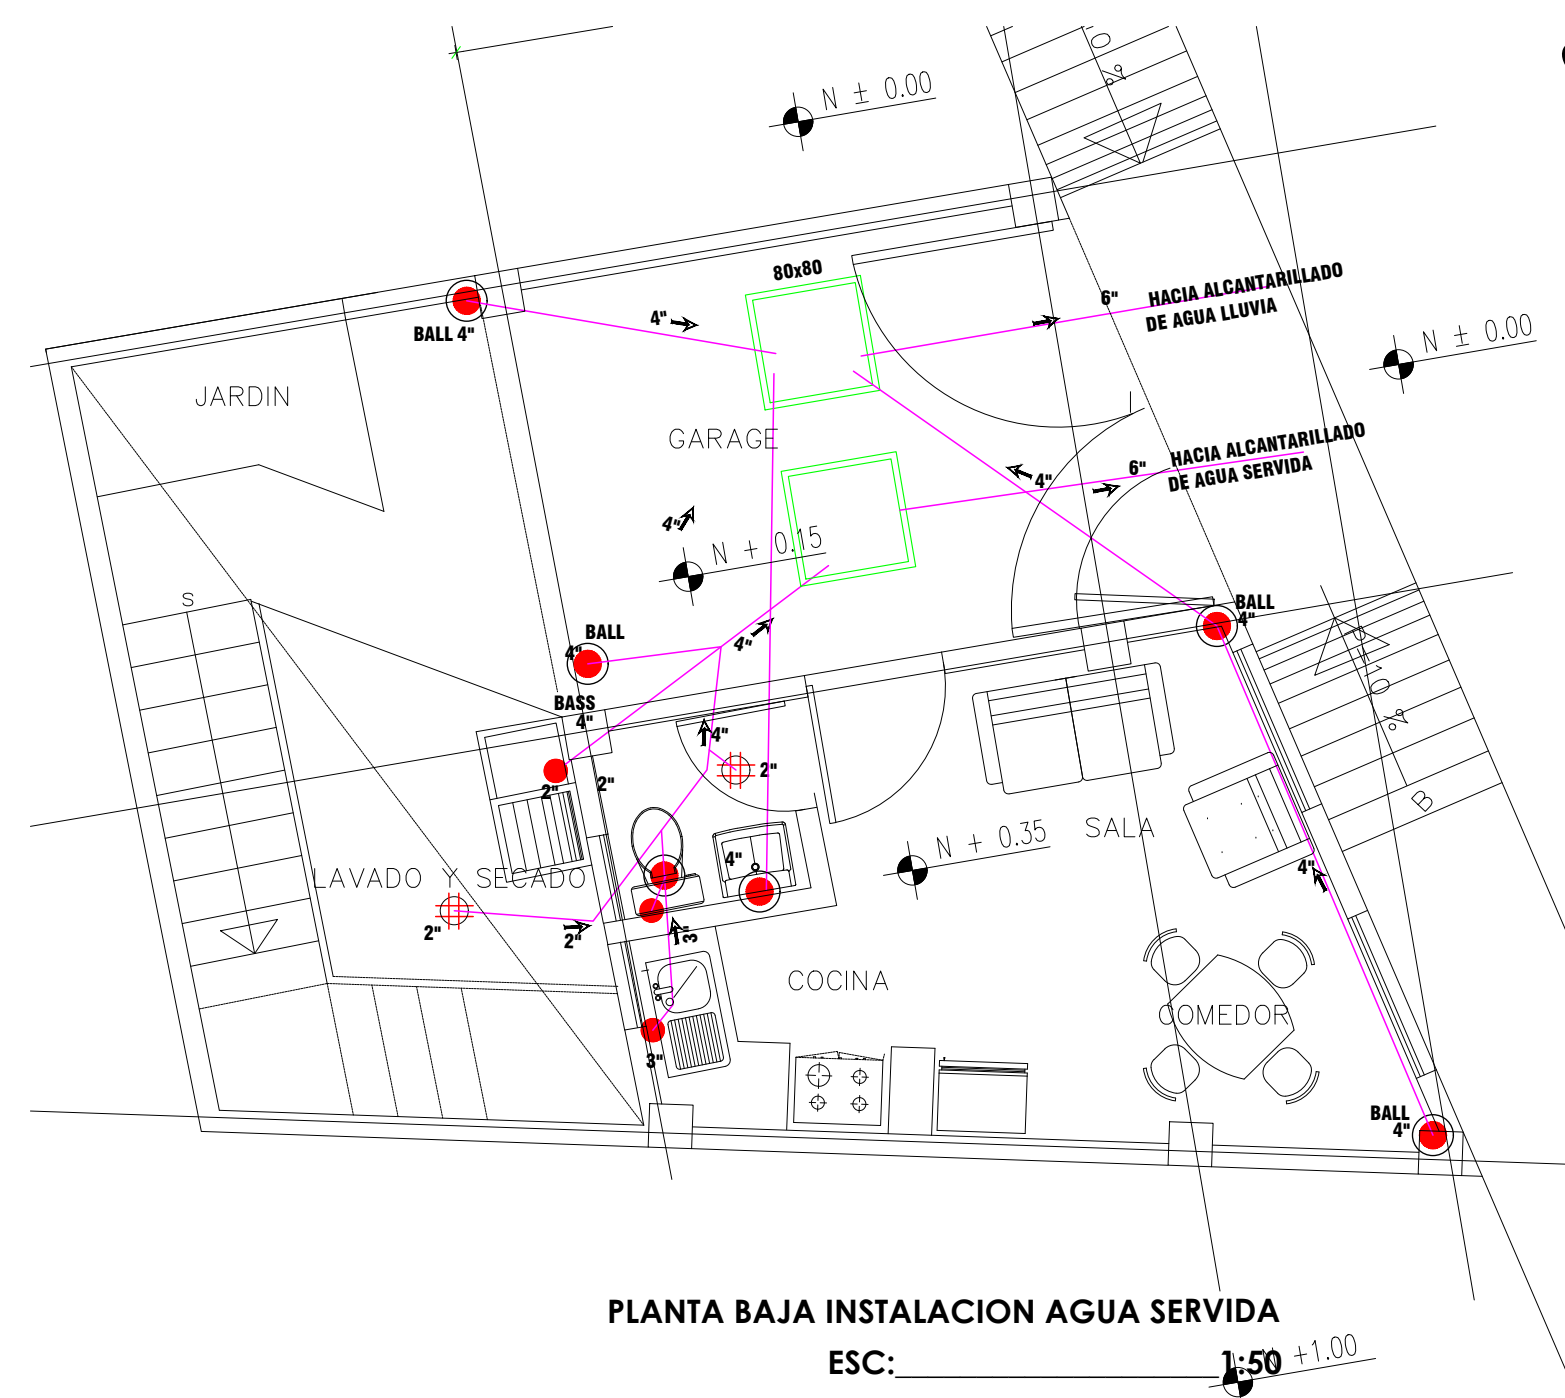 0 %
N ± 0.00
80x80
6" HACIA ALCANTARILLADO
DE AGUA LLUVIA
4"
BALL 4"
N ± 0.00
JARDIN
GARAGE
HACIA ALCANTARILLADO
6"
DE AGUA SERVIDA
4"
4"
N + 0.15
S
BALL
4"
BALL
4"
4"
BASS
4"
10 %
4"
2"
2"
2"
B
N + 0.35
SALA
4"
4"
LAVADO Y SECADO
2"
2"
3"
COCINA
COMEDOR
3"
BALL
4"
PLANTA BAJA INSTALACION AGUA SERVIDA
ESC:____________________1:50
N +1.00